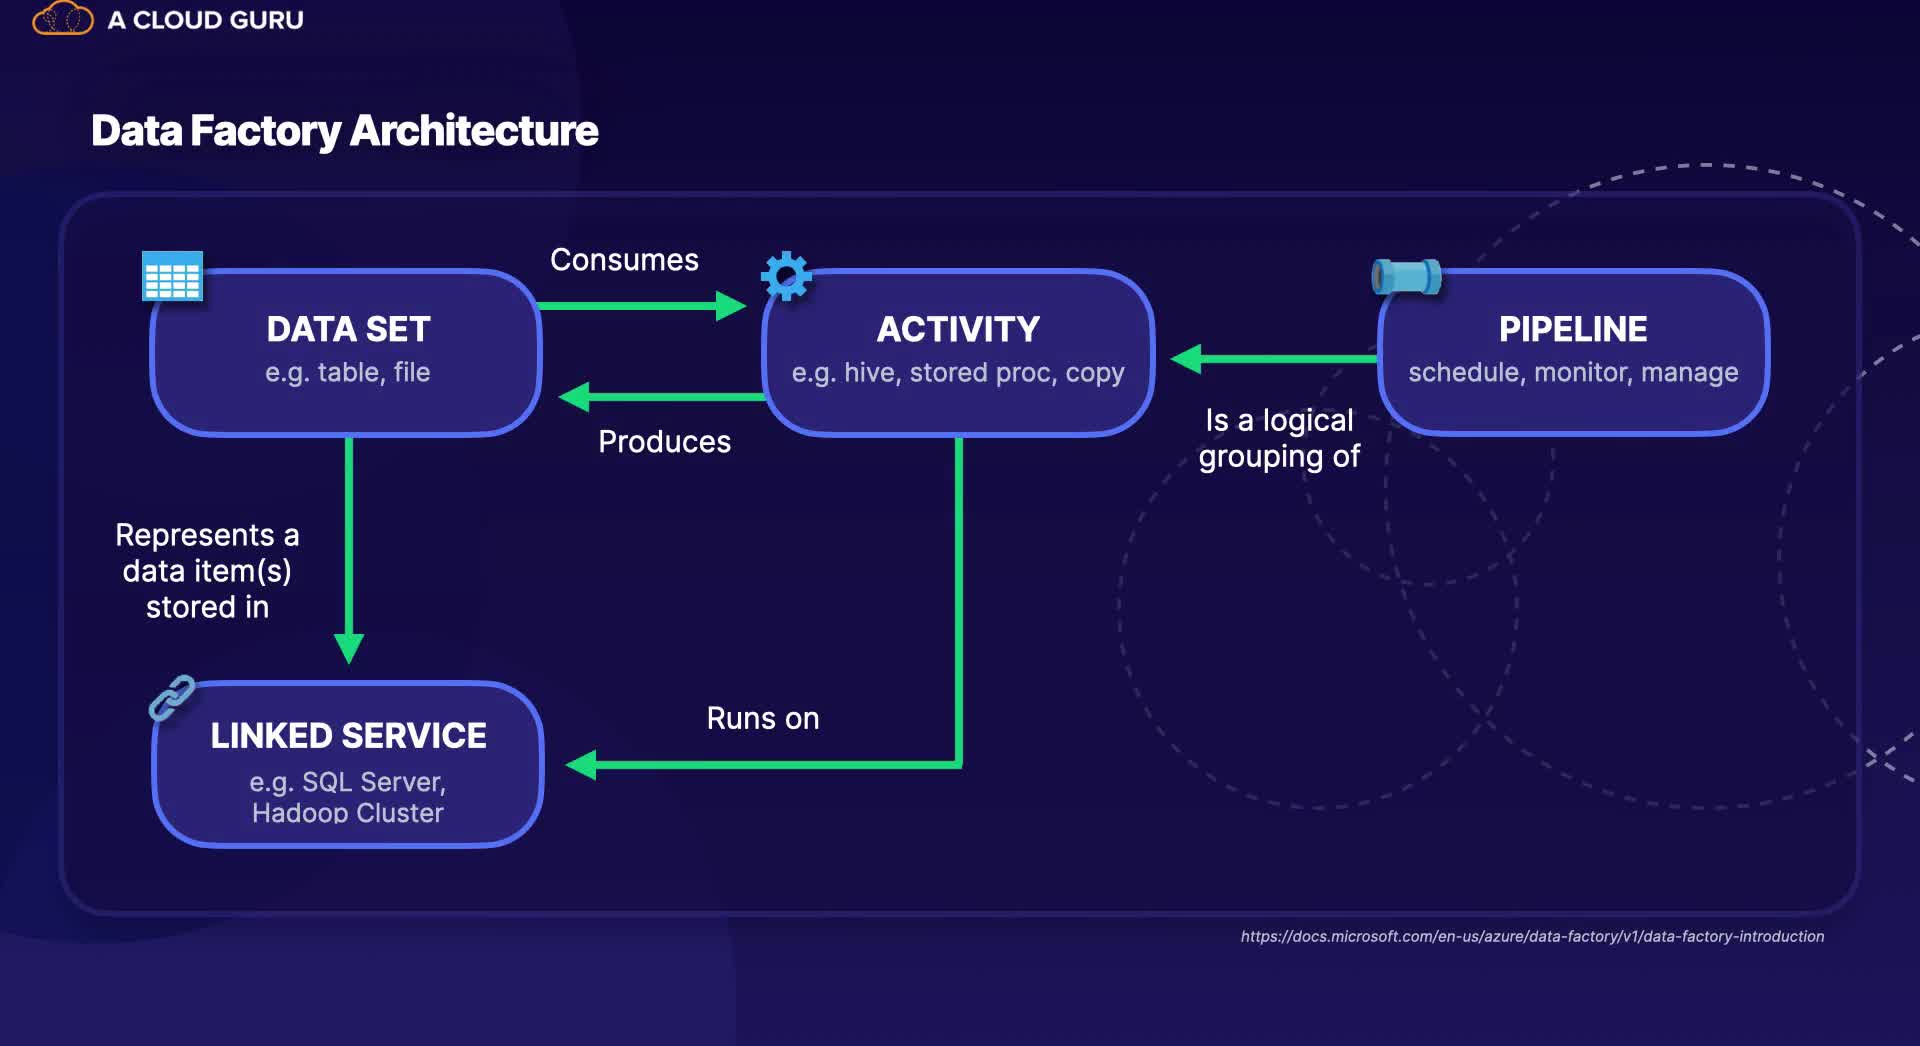 A CLOUD GURU
Data Factory Architecture
Consumes
DATA SET
e.g. table, file
ACTIVITY
e.g. hive, stored proc, copy
PIPELINE
schedule, monitor, manage
Produces
Is a logical
grouping of
Represents a
data item(s)
stored in
Runs on
LINKED SERVICE
e.g. SQL Server,
Hadoop Cluster
https://docs.microsoft.com/en-us/azure/data-factory/v1/data-factory-introduction